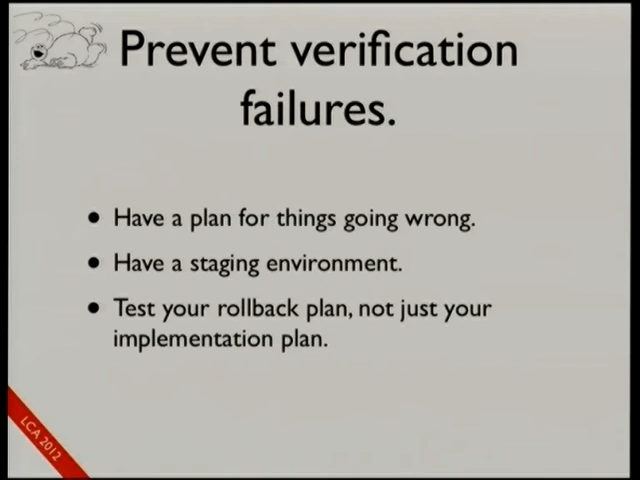 Prevent verification
failures.
• Have a plan for things going wrong.
• Have a staging environment.
• Test your rollback plan, not just your
implementation plan.
LCA 2012